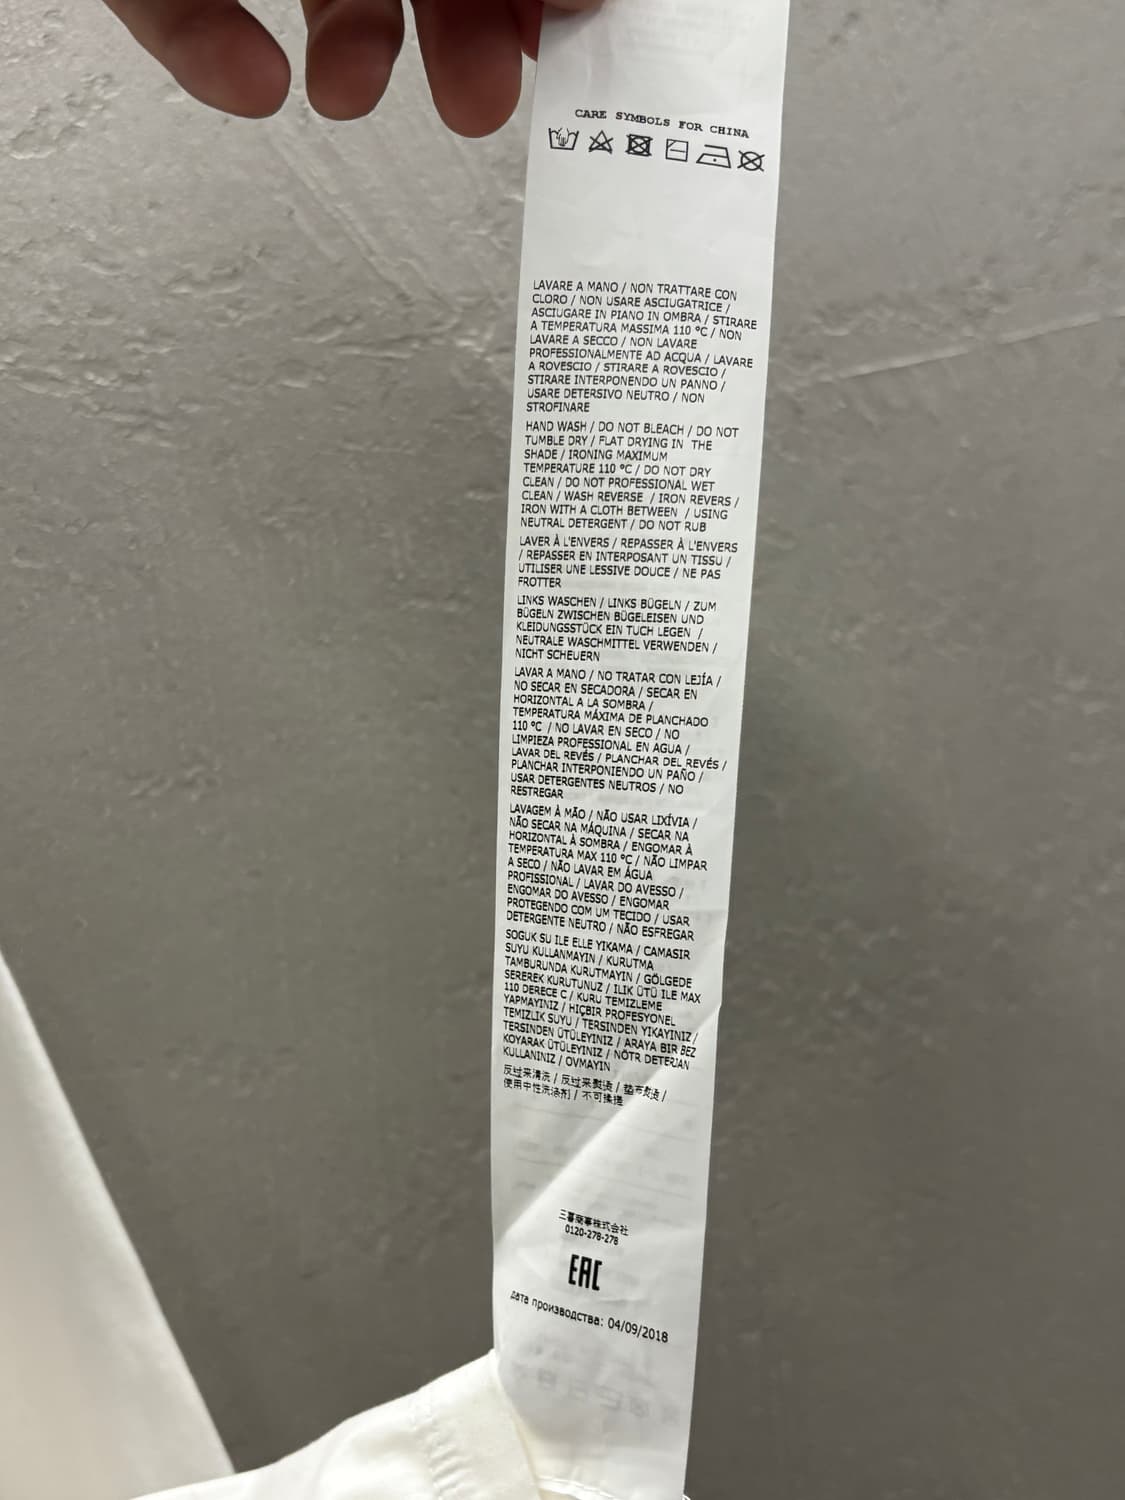 CARE SYMBOLS FOR CHINA
LAVARE A MANO / NON TRATTARE CON
CLORO / NON USARE ASCIUGATRICE /
ASCIUGARE IN PIANO IN OMBRA / STIRARE
A TEMPERATURA MASSIMA 110 °C / NON
LAVARE A SECCO / NON LAVARE
PROFESSIONALMENTE AD ACQUA / LAVARE
A ROVESCIO / STIRARE A ROVESCIO /
STIRARE INTERPONENDO UN PANNO /
USARE DETERSIVO NEUTRO / NON
STROFINARE
HAND WASH / DO NOT BLEACH / DO NOT
TUMBLE DRY / FLAT DRYING IN THE
SHADE / IRONING MAXIMUM
TEMPERATURE 110 °C / DO NOT DRY
CLEAN / DO NOT PROFESSIONAL WET
CLEAN / WASH REVERSE / IRON REVERS /
IRON WITH A CLOTH BETWEEN / USING
NEUTRAL DETERGENT / DO NOT RUB
LAVER À L'ENVERS / REPASSER À L'ENVERS
/ REPASSER EN INTERPOSANT UN TISSU /
UTILISER UNE LESSIVE DOUCE / NE PAS
FROTTER
LINKS WASCHEN / LINKS BÜGELN / ZUM
BÜGELN ZWISCHEN BÜGELEISEN UND
KLEIDUNGSSTÜCK EIN TUCH LEGEN /
NEUTRALE WASCHMITTEL VERWENDEN /
NICHT SCHEUERN
LAVAR A MANO / NO TRATAR CON LEJÍA /
NO SECAR EN SECADORA / SECAR EN
HORIZONTAL A LA SOMBRA /
TEMPERATURA MÁXIMA DE PLANCHADO
110 °C / NO LAVAR EN SECO / NO
LIMPIEZA PROFESSIONAL EN AGUA /
LAVAR DEL REVÉS / PLANCHAR DEL REVÉS /
PLANCHAR INTERPONIENDO UN PAÑO /
USAR DETERGENTES NEUTROS / NO
RESTREGAR
LAVAGEM À MÃO / NÃO USAR LIXÍVIA /
NÃO SECAR NA MÁQUINA / SECAR NA
HORIZONTAL À SOMBRA / ENGOMAR À
TEMPERATURA MAX 110 °C / NÃO LIMPAR
A SECO / NÃO LAVAR EM ÁGUA
PROFISSIONAL / LAVAR DO AVESSO /
ENGOMAR DO AVESSO / ENGOMAR
PROTEGENDO COM UM TECIDO / USAR
DETERGENTE NEUTRO / NÃO ESFREGAR
SOGUK SU ILE ELLE YIKAMA / CAMASIR
SUYU KULLANMAYIN / KURUTMA
TAMBURUNDA KURUTMAYIN / GÖLGEDE
SEREREK KURUTUNUZ / ILIK ÜTÜ ILE MAX
110 DERECE C / KURU TEMIZLEME
YAPMAYINIZ / HIÇBIR PROFESYONEL
TEMIZLIK SUYU / TERSINDEN YIKAYINIZ /
TERSINDEN ÜTÜLEYINIZ / ARAYA BIR BEZ
KOYARAK ÜTÜLEYINIZ / NÖTR DETERJAN
KULLANINIZ / OVMAYIN
反过来清洗 / 反过来熨烫 / 垫布熨烫 /
使用中性洗涤剂 / 不可揉搓
三喜商事株式会社
0120-278-278
EAC
дата производства: 04/09/2018